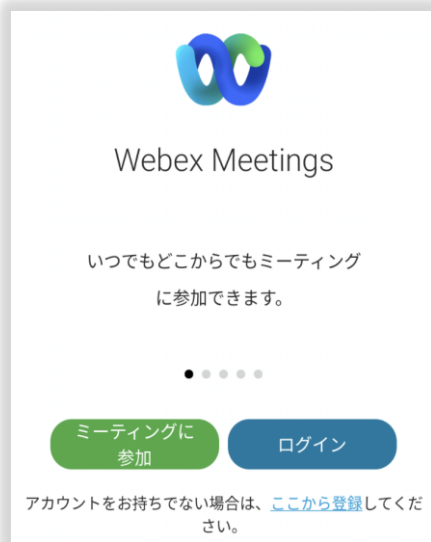 Webex Meetings
いつでもどこからでもミーティング
に参加できます。
ミーティングに
参加
ログイン
アカウントをお持ちでない場合は、ここから登録してくだ
さい。